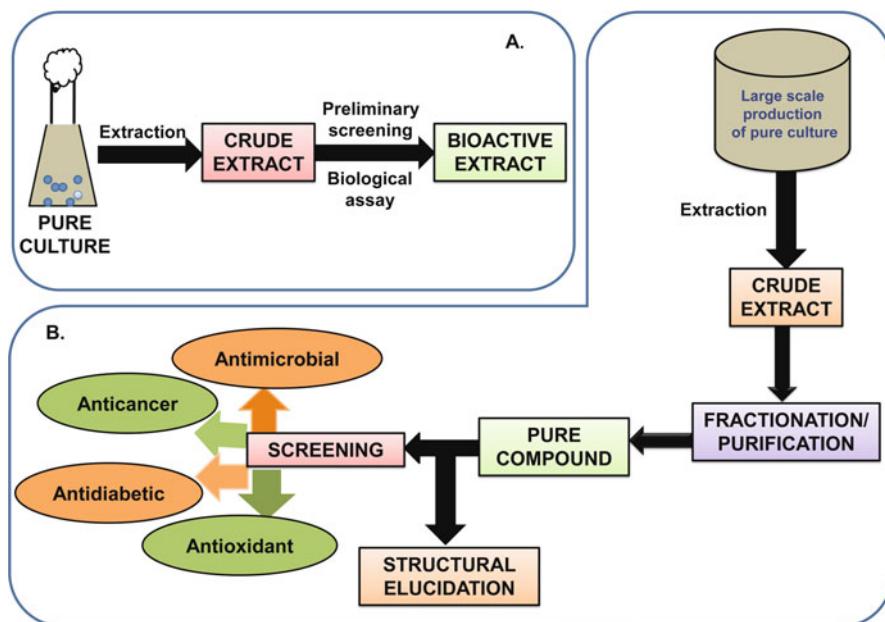 A.
PURE
CULTURE
Extraction
CRUDE
EXTRACT
Preliminary
screening
Biological
assay
BIOACTIVE
EXTRACT
Large scale
production
of pure culture
Extraction
CRUDE
EXTRACT
FRACTIONATION/
PURIFICATION
PURE
COMPOUND
B.
SCREENING
Antimicrobial
Anticancer
Antidiabetic
Antioxidant
STRUCTURAL
ELUCIDATION